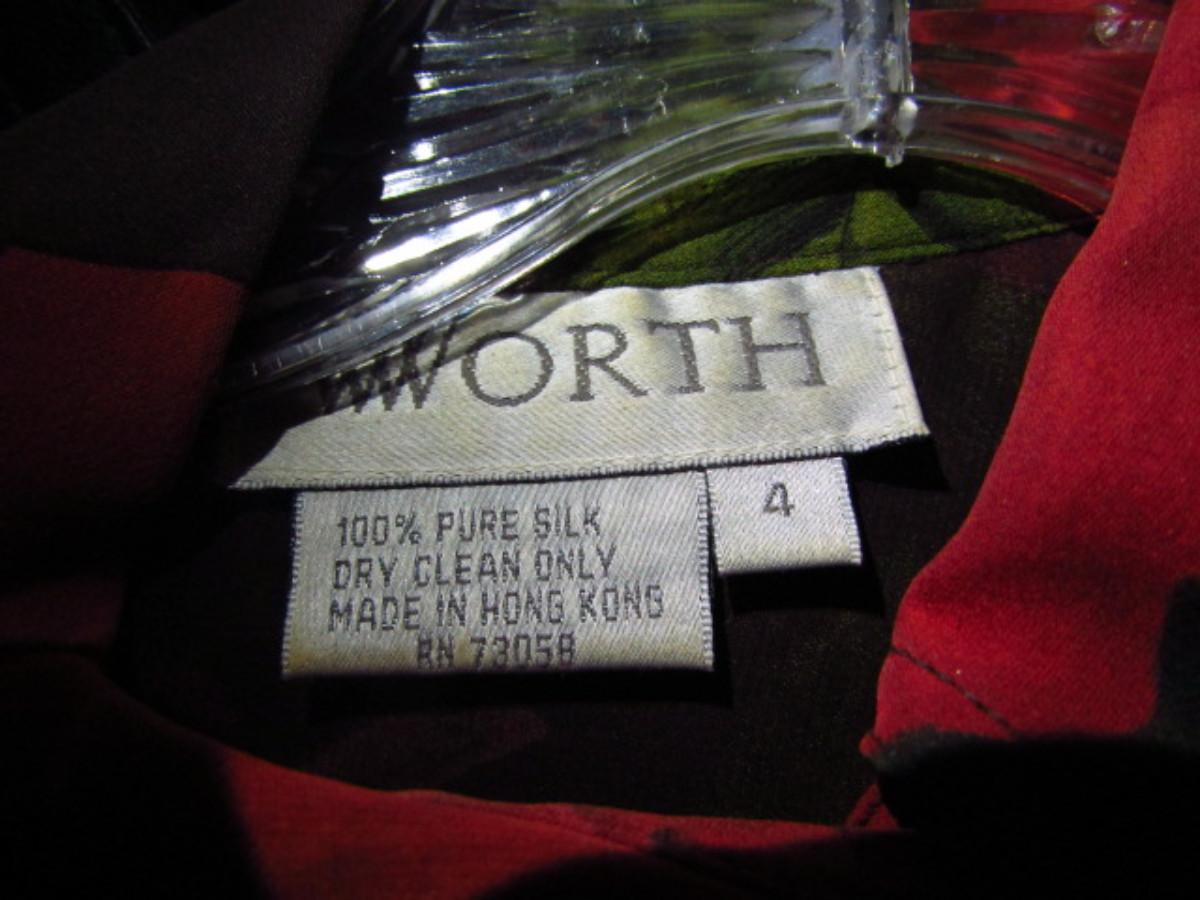 WORTH
100% PURE SILK
DRY CLEAN ONLY
MADE IN HONG KONG
RN 73058
4